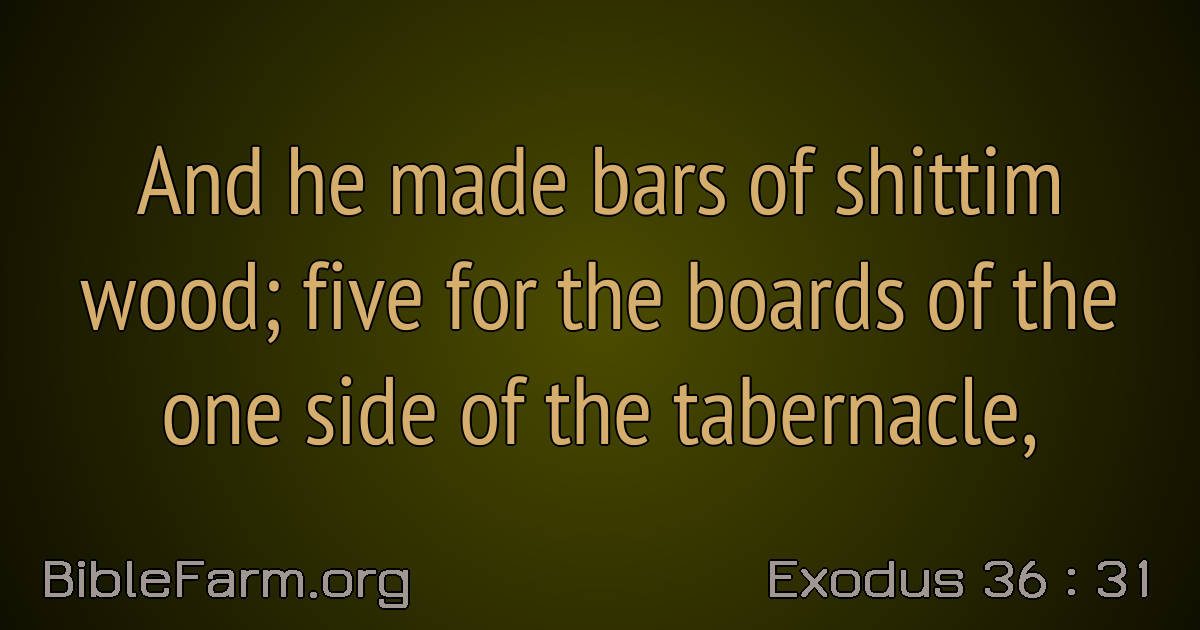 And he made bars of shittim
wood; five for the boards of the
one side of the tabernacle,
BibleFarm.org
Exodus 36 : 31